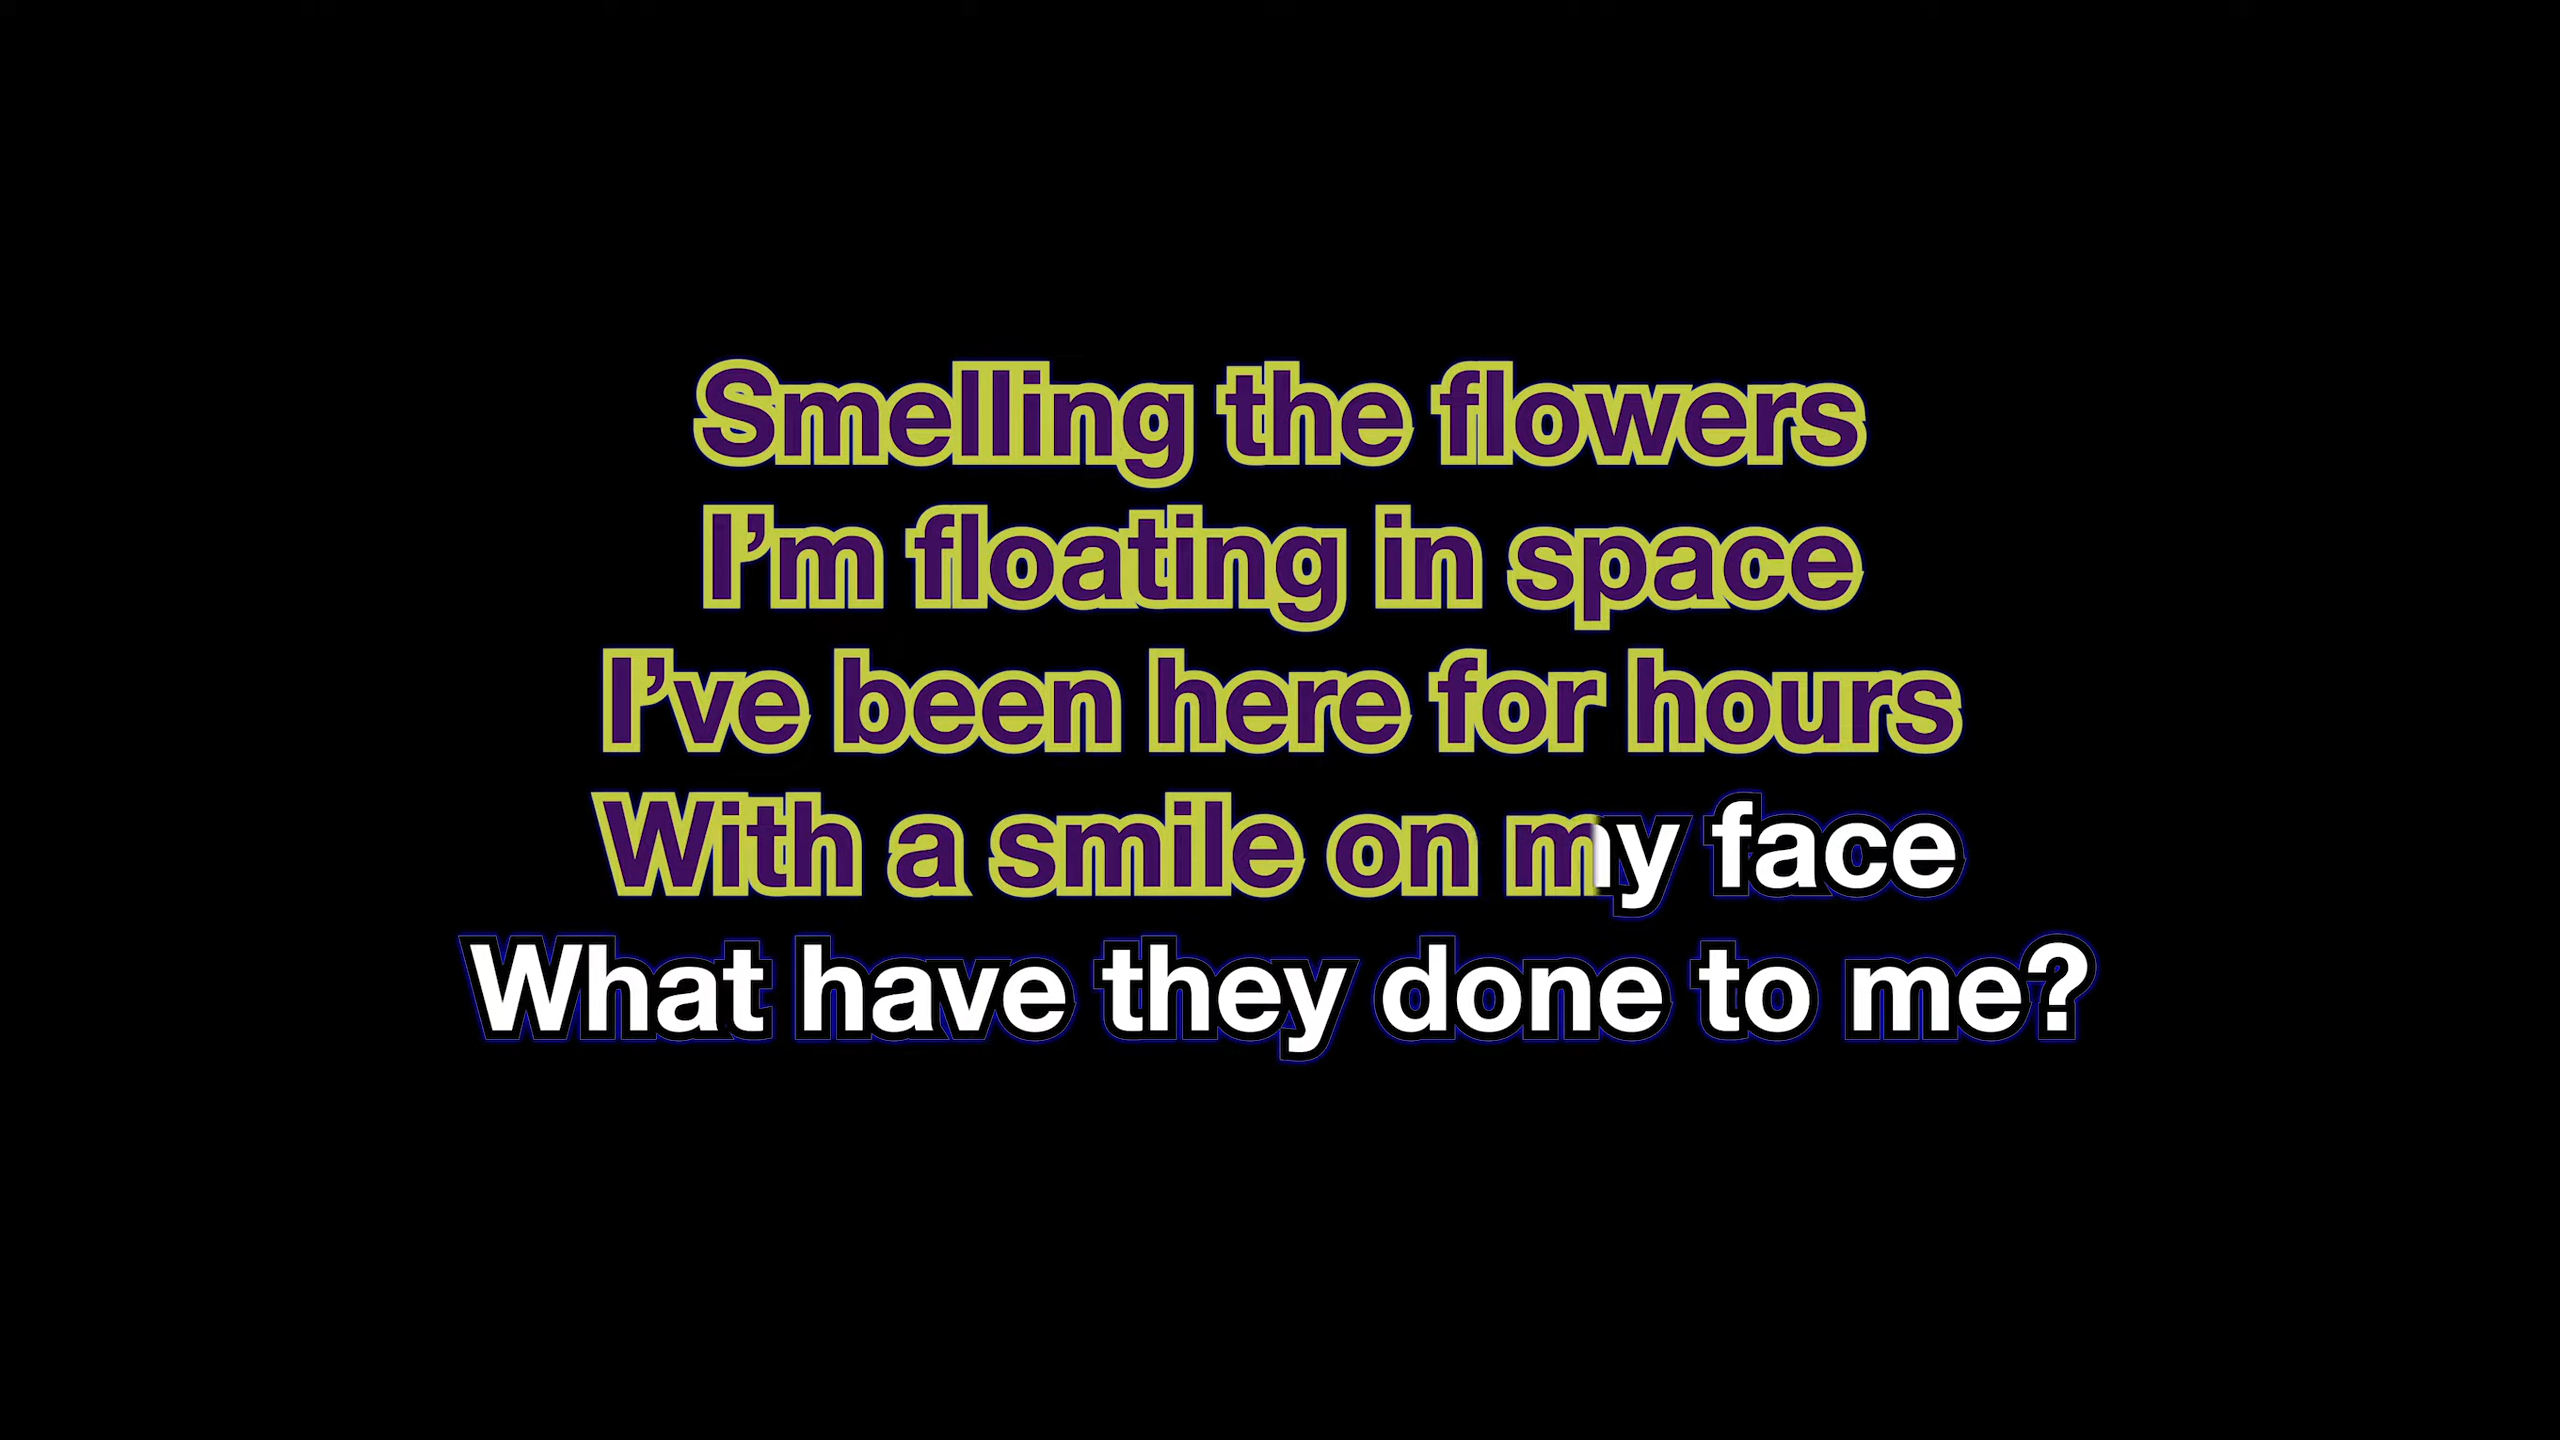 Smelling the flowers
I’m floating in space
I’ve been here for hours
With a smile on my face
What have they done to me?